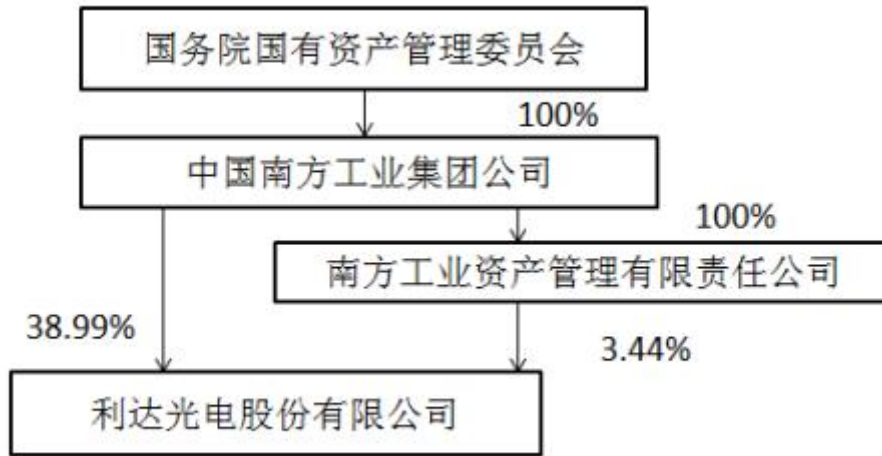 国务院国有资产管理委员会
100%
中国南方工业集团公司
100%
南方工业资产管理有限责任公司
38.99%
3.44%
利达光电股份有限公司